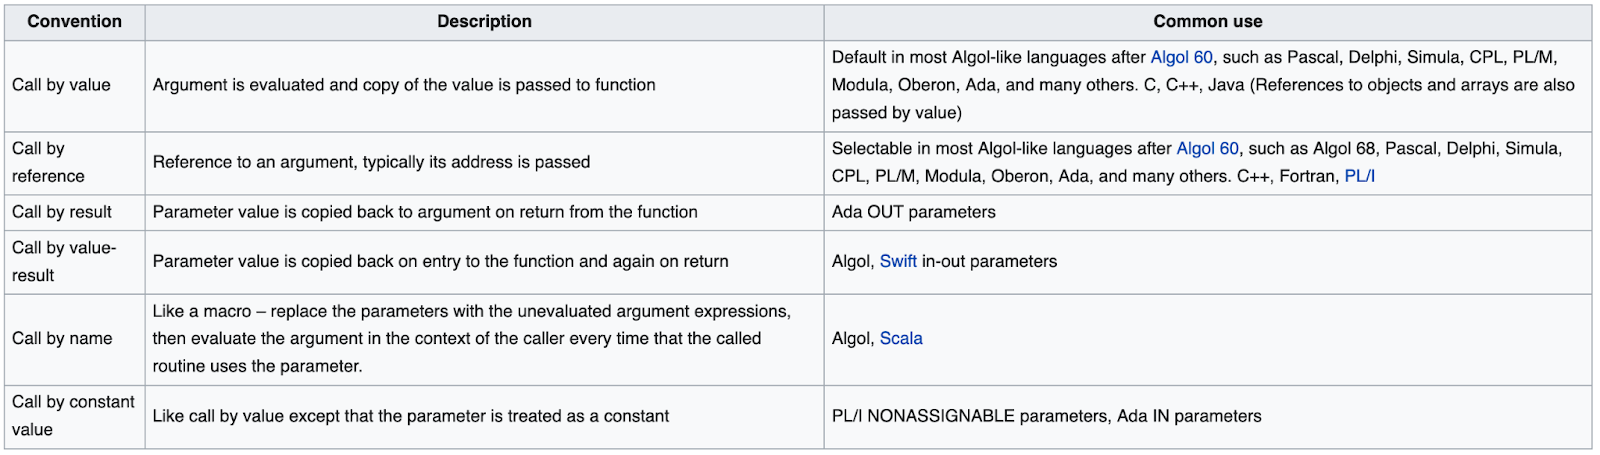 Convention Description Common use
Call by value
Argument is evaluated and copy of the value is passed to function
Default in most Algol-like languages after Algol 60, such as Pascal, Delphi, Simula, CPL, PL/M,
Modula, Oberon, Ada, and many others. C, C++, Java (References to objects and arrays are also
passed by value)
Call by
reference
Reference to an argument, typically its address is passed
Selectable in most Algol-like languages after Algol 60, such as Algol 68, Pascal, Delphi, Simula,
CPL, PL/M, Modula, Oberon, Ada, and many others. C++, Fortran, PL/I
Call by result
Parameter value is copied back to argument on return from the function
Ada OUT parameters
Call by value-
result
Parameter value is copied back on entry to the function and again on return
Algol, Swift in-out parameters
Call by name
Like a macro – replace the parameters with the unevaluated argument expressions,
then evaluate the argument in the context of the caller every time that the called
routine uses the parameter.
Algol, Scala
Call by constant
value
Like call by value except that the parameter is treated as a constant
PL/I NONASSIGNABLE parameters, Ada IN parameters